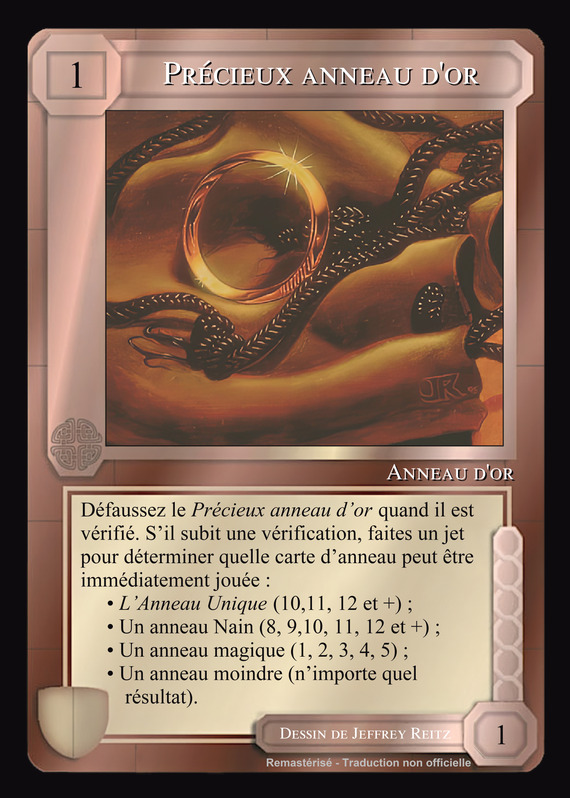 1
PRÉCIEUX ANNEAU D'OR
JR
ANNEAU D'OR
Défaussez le Précieux anneau d'or quand il est
vérifié. S'il subit une vérification, faites un jet
pour déterminer quelle carte d'anneau peut être
immédiatement jouée :
• L'Anneau Unique (10,11, 12 et +) ;
• Un anneau Nain (8, 9,10, 11, 12 et +) ;
• Un anneau magique (1, 2, 3, 4, 5) ;
• Un anneau moindre (n'importe quel
résultat).
DESSIN DE JEFFREY REITZ
1
Remastérisé - Traduction non officielle